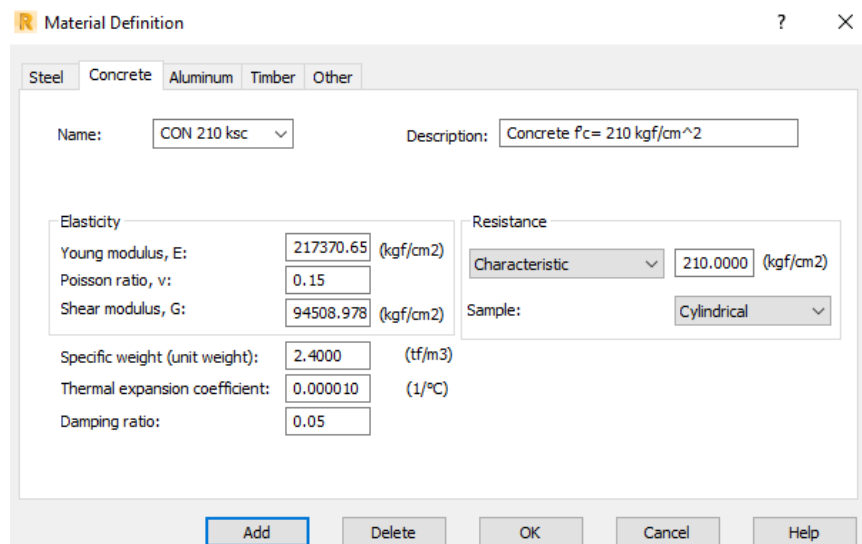 R Material Definition ? ×
Steel Concrete Aluminum Timber Other
Name: CON 210 ksc Description: Concrete f'c= 210 kgf/cm^2
Elasticity
Young modulus, E: 217370.65 (kgf/cm2)
Poisson ratio, ν: 0.15
Shear modulus, G: 94508.978 (kgf/cm2)
Resistance
Characteristic 210.0000 (kgf/cm2)
Sample: Cylindrical
Specific weight (unit weight): 2.4000 (tf/m3)
Thermal expansion coefficient: 0.000010 (1/°C)
Damping ratio: 0.05
Add Delete OK Cancel Help